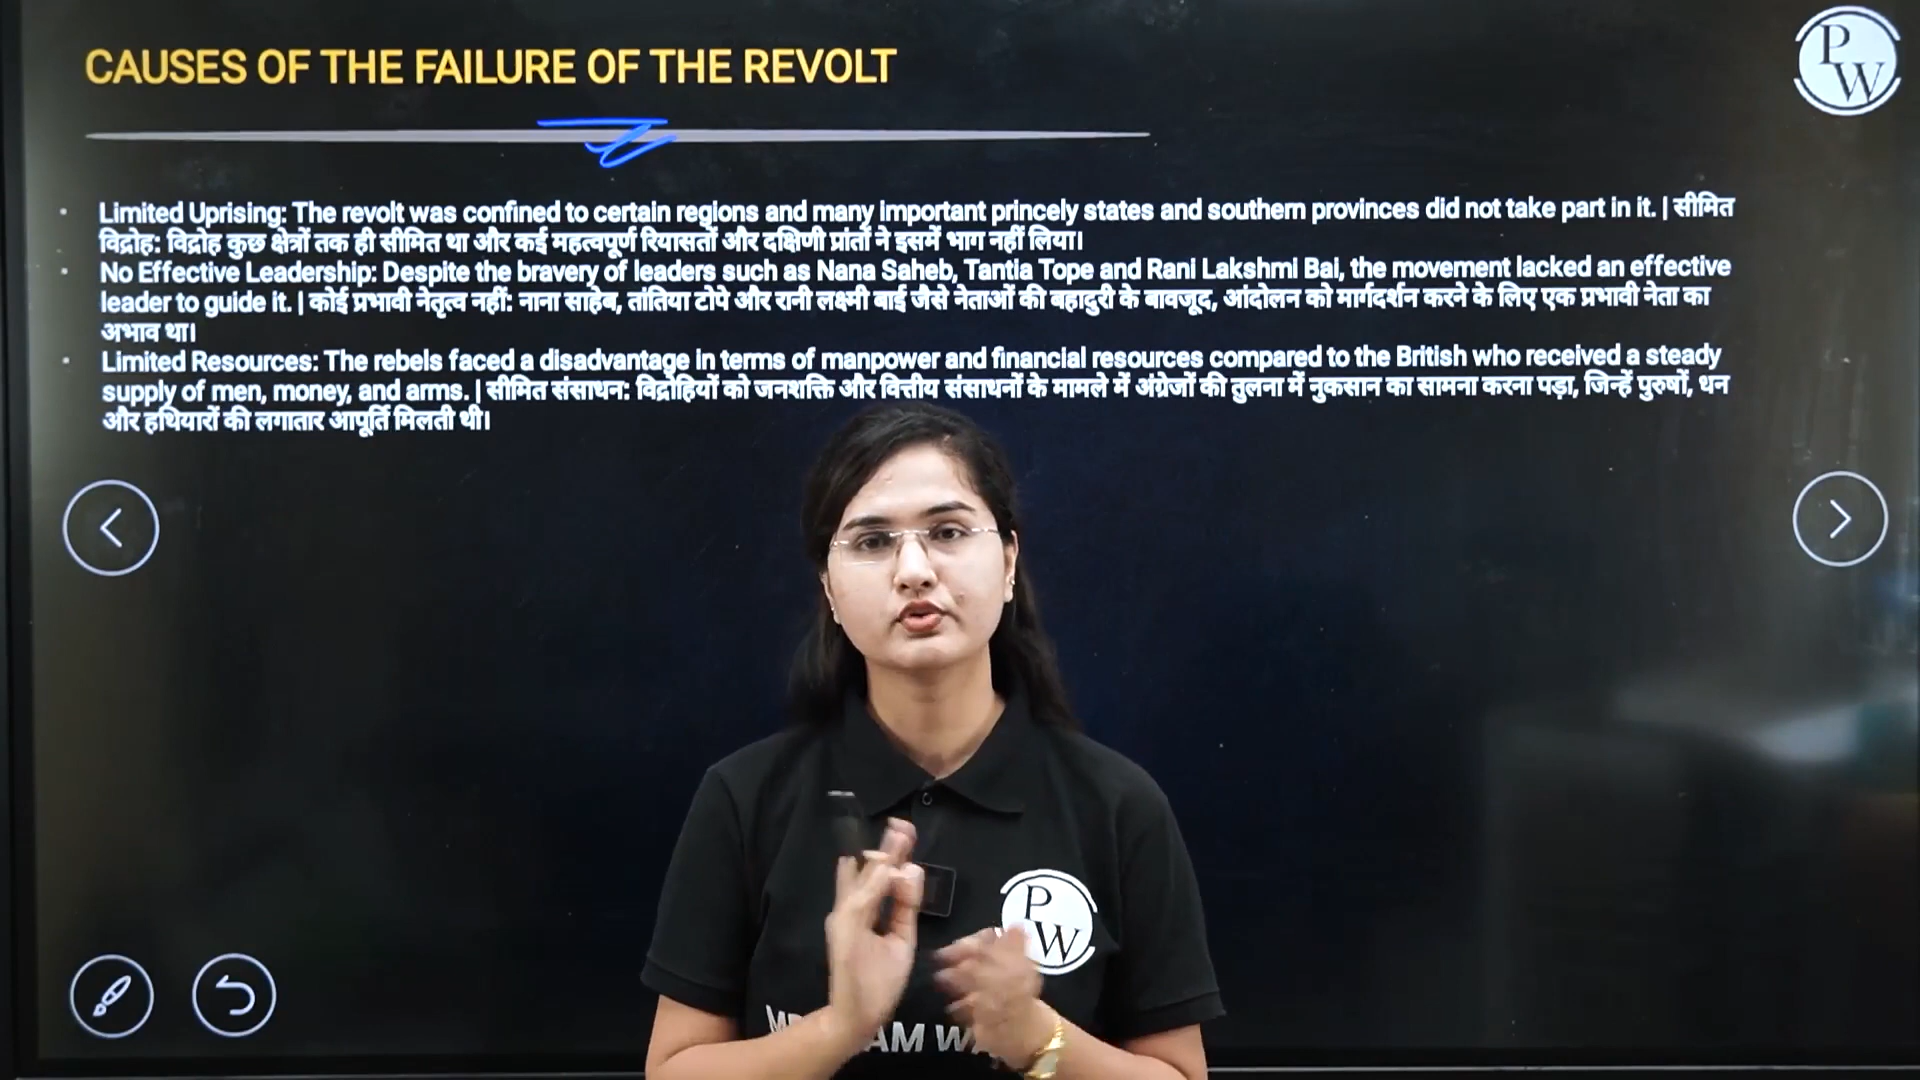 CAUSES OF THE FAILURE OF THE REVOLT
PW
Limited Uprising: The revolt was confined to certain regions and many important princely states and southern provinces did not take part in it. | सीमित
विद्रोह: विद्रोह कुछ क्षेत्रों तक ही सीमित था और कई महत्वपूर्ण रियासतों और दक्षिणी प्रांतों ने इसमें भाग नहीं लिया।
No Effective Leadership: Despite the bravery of leaders such as Nana Saheb, Tantia Tope and Rani Lakshmi Bai, the movement lacked an effective
leader to guide it. | कोई प्रभावी नेतृत्व नहीं: नाना साहेब, तांतिया टोपे और रानी लक्ष्मी बाई जैसे नेताओं की बहादुरी के बावजूद, आंदोलन को मार्गदर्शन करने के लिए एक प्रभावी नेता का
अभाव था।
Limited Resources: The rebels faced a disadvantage in terms of manpower and financial resources compared to the British who received a steady
supply of men, money, and arms. | सीमित संसाधन: विद्रोहियों को जनशक्ति और वित्तीय संसाधनों के मामले में अंग्रेजों की तुलना में नुकसान का सामना करना पड़ा, जिन्हें पुरुषों, धन
और हथियारों की लगातार आपूर्ति मिलती थी।
PW